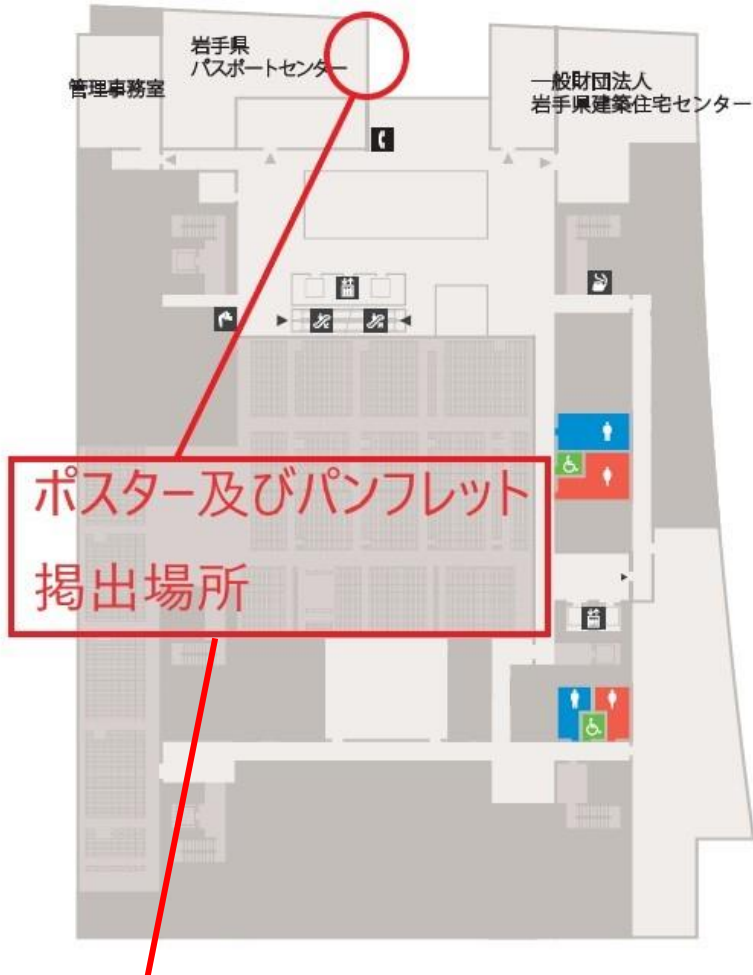 岩手県
パスポートセンター
管理事務室
一般財団法人
岩手県建築住宅センター
ポスター及びパンフレット
掲出場所